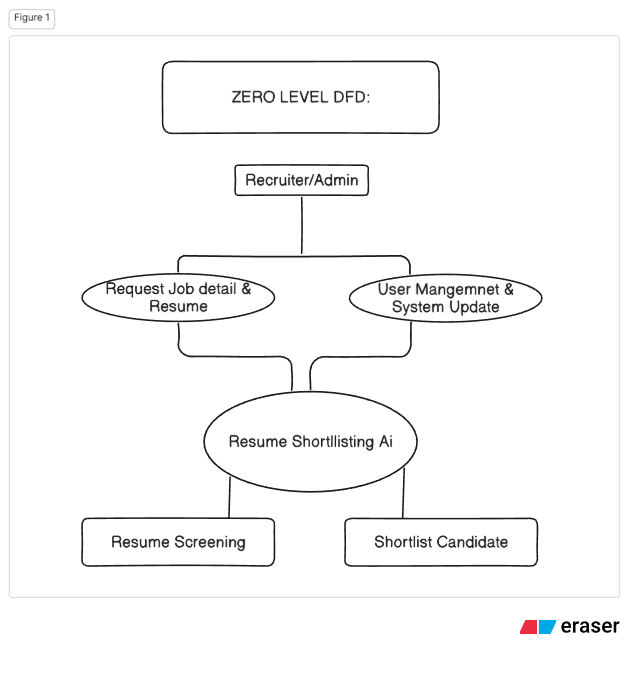 Figure 1
ZERO LEVEL DFD:
Recruiter/Admin
Request Job detail &
Resume
User Mangemnet &
System Update
Resume Shortllisting Ai
Resume Screening
Shortlist Candidate
eraser